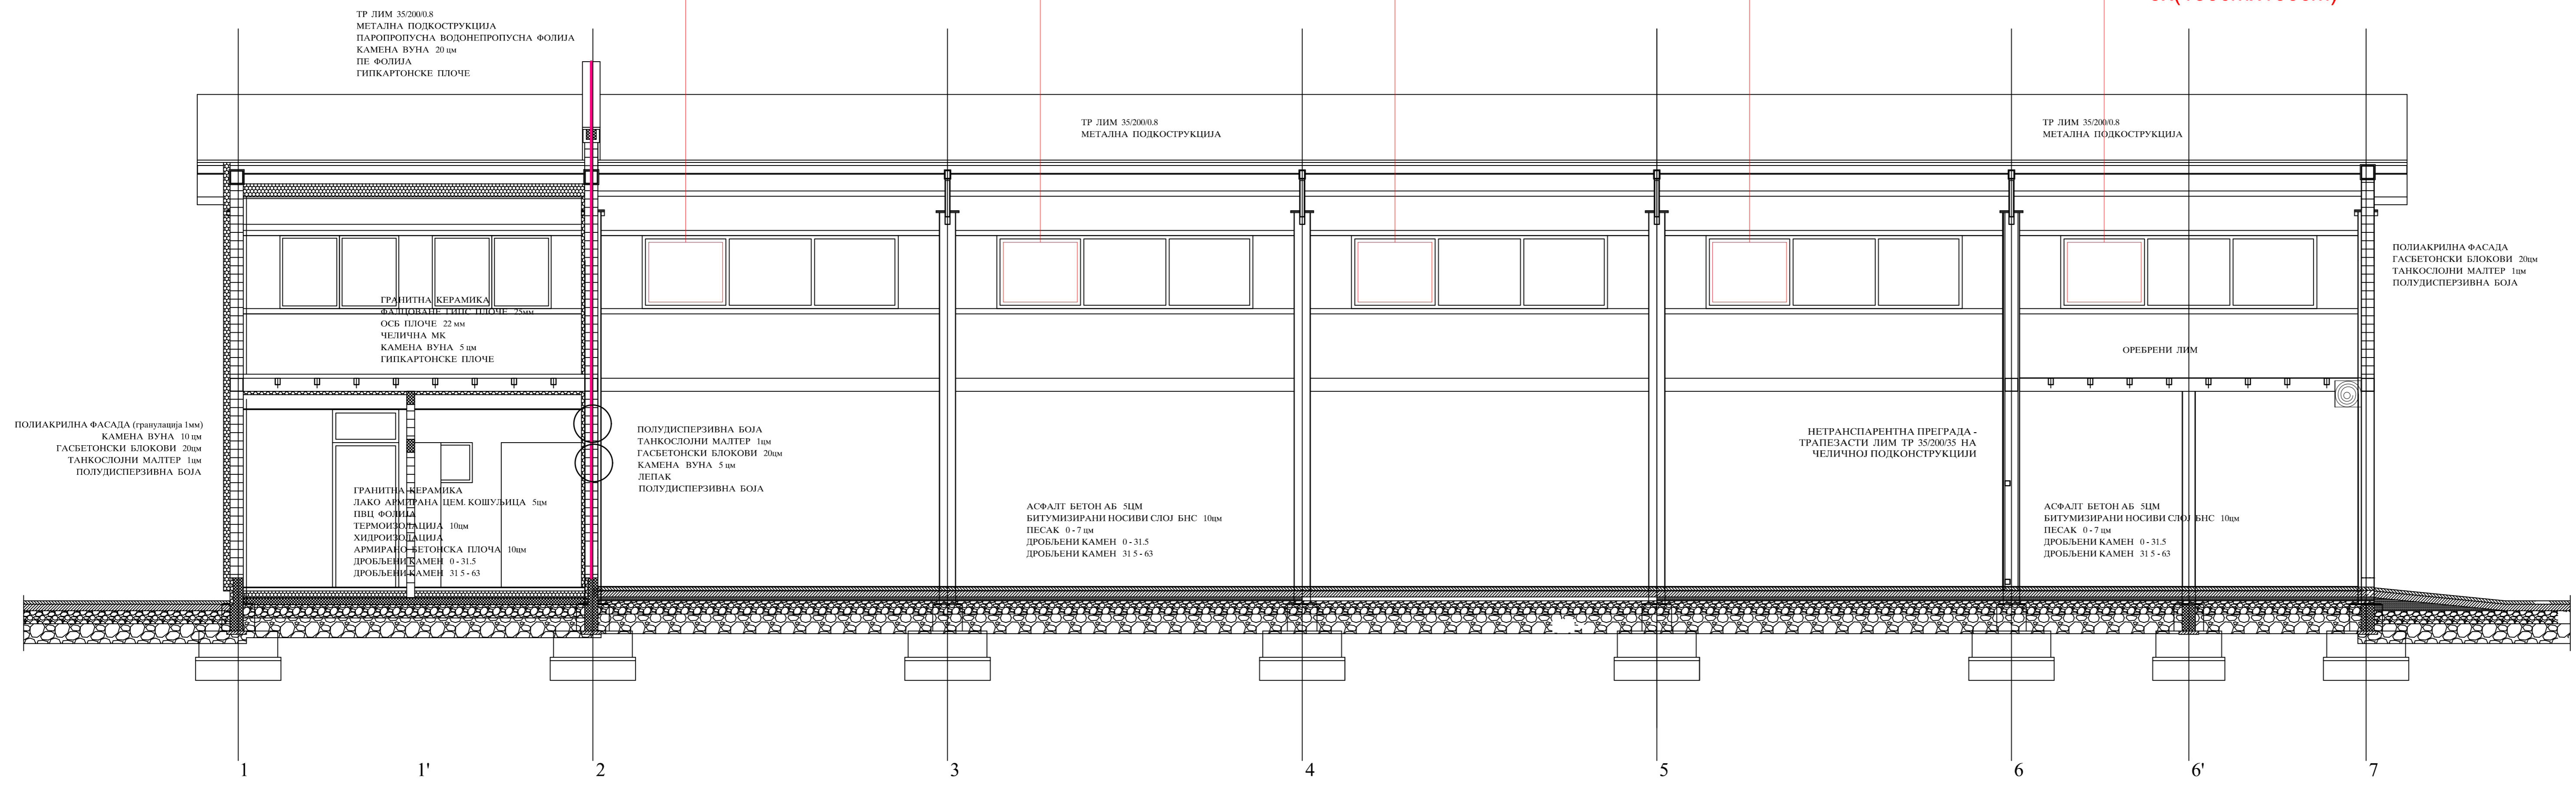 ТР ЛИМ 35/200/0.8
МЕТАЛНА ПОДКОСТРУКЦИЈА
ПАРОПРОПУСНА ВОДОНЕПРОПУСНА ФОЛИЈА
КАМЕНА ВУНА 20 цм
ПЕ ФОЛИЈА
ГИПКАРТОНСКЕ ПЛОЧЕ
ТР ЛИМ 35/200/0.8
МЕТАЛНА ПОДКОСТРУКЦИЈА
ТР ЛИМ 35/200/0.8
МЕТАЛНА ПОДКОСТРУКЦИЈА
ПОЛИАКРИЛНА ФАСАДА
ГАСБЕТОНСКИ БЛОКОВИ 20цм
ТАНКОСЛОЈНИ МАЛТЕР 1цм
ПОЛУДИСПЕРЗИВНА БОЈА
ГРАНИТНА КЕРАМИКА
ФАЛЦОВАНЕ ГИПС ПЛОЧЕ 25мм
ОСБ ПЛОЧЕ 22 мм
ЧЕЛИЧНА МК
КАМЕНА ВУНА 5 цм
ГИПКАРТОНСКЕ ПЛОЧЕ
ОРЕБРЕНИ ЛИМ
ПОЛИАКРИЛНА ФАСАДА (гранулација 1мм)
КАМЕНА ВУНА 10 цм
ГАСБЕТОНСКИ БЛОКОВИ 20цм
ТАНКОСЛОЈНИ МАЛТЕР 1цм
ПОЛУДИСПЕРЗИВНА БОЈА
ПОЛУДИСПЕРЗИВНА БОЈА
ТАНКОСЛОЈНИ МАЛТЕР 1цм
ГАСБЕТОНСКИ БЛОКОВИ 20цм
КАМЕНА ВУНА 5 цм
ЛЕПАК
ПОЛУДИСПЕРЗИВНА БОЈА
НЕТРАНСПАРЕНТНА ПРЕГРАДА -
ТРАПЕЗАСТИ ЛИМ ТР 35/200/35 НА
ЧЕЛИЧНОЈ ПОДКОНСТРУКЦИЈИ
ГРАНИТНА КЕРАМИКА
ЛАКО АРМИРАНА ЦЕМ. КОШУЉИЦА 5цм
ПВЦ ФОЛИЈА
ТЕРМОИЗОЛАЦИЈА 10цм
ХИДРОИЗОЛАЦИЈА
АРМИРАНО БЕТОНСКА ПЛОЧА 10цм
ДРОБЉЕНИ КАМЕН 0 - 31.5
ДРОБЉЕНИ КАМЕН 31 5 - 63
АСФАЛТ БЕТОН АБ 5ЦМ
БИТУМИЗИРАНИ НОСИВИ СЛОЈ БНС 10цм
ПЕСАК 0 - 7 цм
ДРОБЉЕНИ КАМЕН 0 - 31.5
ДРОБЉЕНИ КАМЕН 31 5 - 63
АСФАЛТ БЕТОН АБ 5ЦМ
БИТУМИЗИРАНИ НОСИВИ СЛОЈ БНС 10цм
ПЕСАК 0 - 7 цм
ДРОБЉЕНИ КАМЕН 0 - 31.5
ДРОБЉЕНИ КАМЕН 31 5 - 63
1 1' 2 3 4 5 6 6' 7